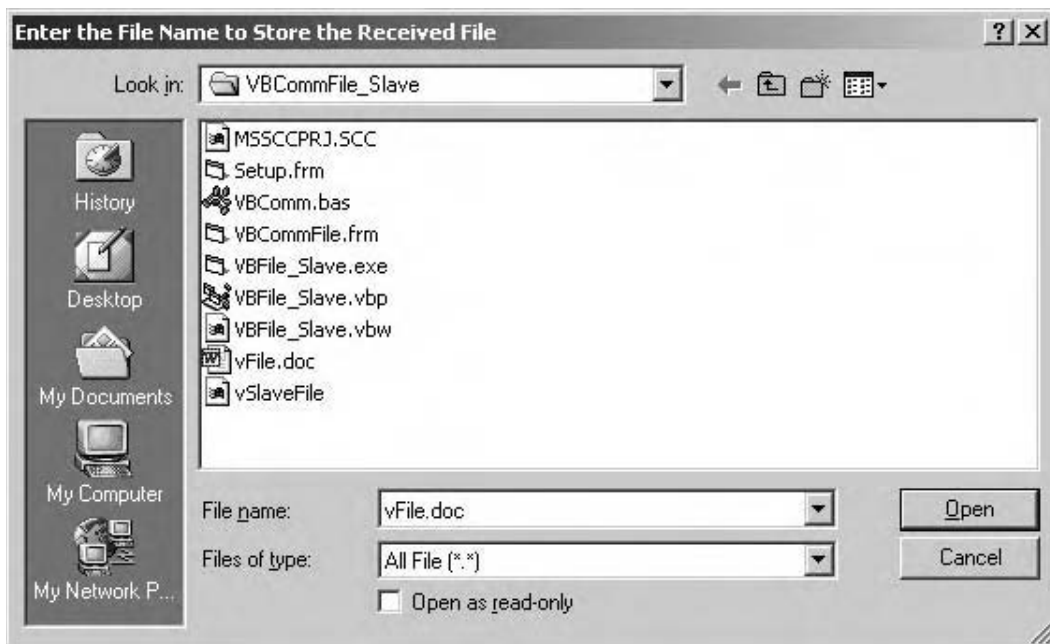 Enter the File Name to Store the Received File
Look in: VBCommFile_Slave
History
Desktop
My Documents
My Computer
My Network P...
MSSCCPRJ.SCC
Setup.frm
VBComm.bas
VBCommFile.frm
VBFile_Slave.exe
VBFile_Slave.vbp
VBFile_Slave.vbw
vFile.doc
vSlaveFile
File name: vFile.doc Open
Files of type: All File (*.*) Cancel
Open as read-only